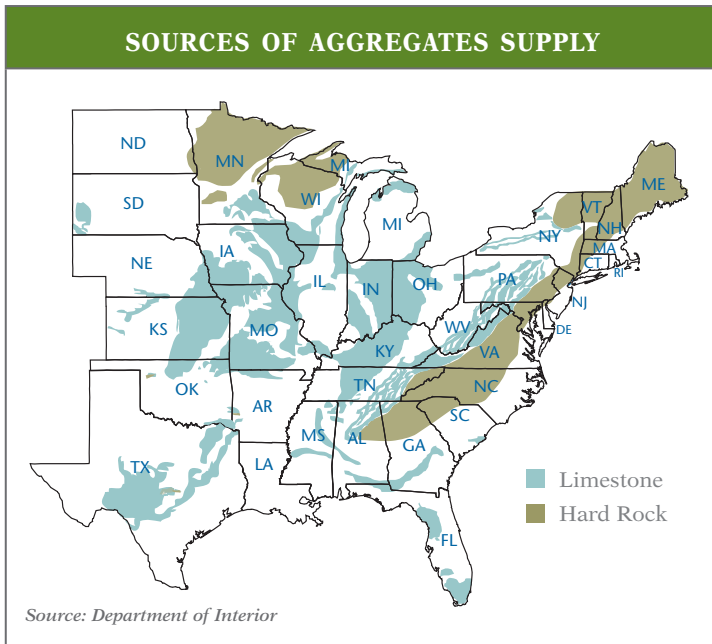 SOURCES OF AGGREGATES SUPPLY
ND
MN
MI
ME
SD
WI
MI
VT
NH
NY
MA
CT
RI
IA
NE
IL
IN
OH
PA
NJ
DE
KS
MO
WV
VA
KY
OK
AR
TN
NC
SC
MS
AL
GA
TX
LA
FL
Limestone
Hard Rock
Source: Department of Interior